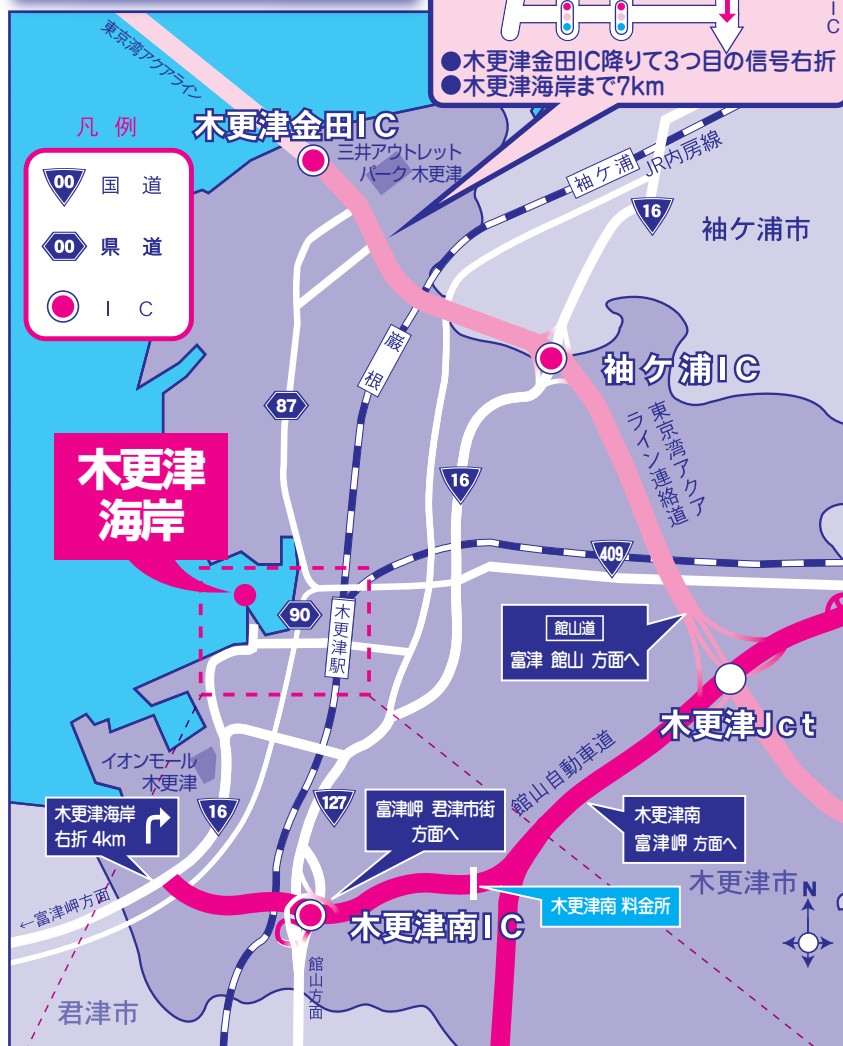 IC
●木更津金田IC降りて3つ目の信号右折
●木更津海岸まで7km
東京湾アクアライン
木更津金田IC
三井アウトレット
パーク 木更津
凡例
00 国道
00 県道
IC
袖ケ浦
JR内房線
16
袖ケ浦市
巌根
袖ケ浦IC
87
東京湾アクア
ライン連絡道
16
木更津
海岸
409
90
木更津駅
館山道
富津 館山 方面へ
木更津Jct
イオンモール
木更津
館山自動車道
木更津海岸
右折 4km
16
127
富津岬 君津市街
方面へ
木更津南
富津岬 方面へ
木更津市
N
木更津南 料金所
←富津岬方面
木更津南IC
館山方面
君津市